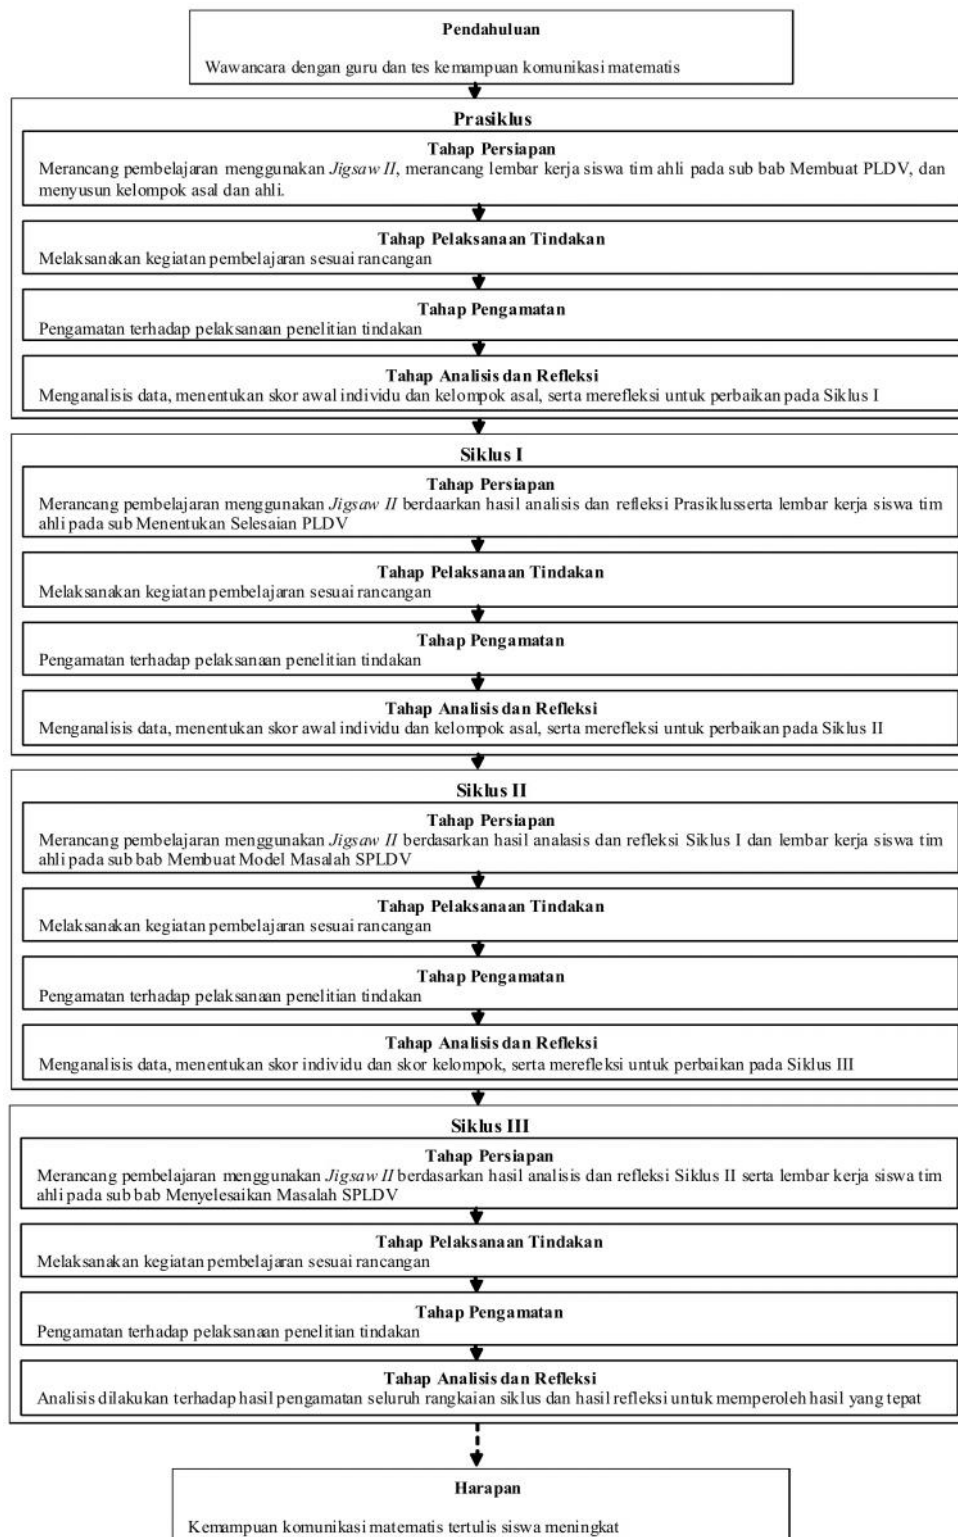 Pendahuluan
Wawancara dengan guru dan tes kemampuan komunikasi matematis
Prasiklus
Tahap Persiapan
Merancang pembelajaran menggunakan Jigsaw II, merancang lembar kerja siswa tim ahli pada sub bab Membuat PLDV, dan
menyusun kelompok asal dan ahli.
Tahap Pelaksanaan Tindakan
Melaksanakan kegiatan pembelajaran sesuai rancangan
Tahap Pengamatan
Pengamatan terhadap pelaksanaan penelitian tindakan
Tahap Analisis dan Refleksi
Menganalisis data, menentukan skor awal individu dan kelompok asal, serta merefleksi untuk perbaikan pada Siklus I
Siklus I
Tahap Persiapan
Merancang pembelajaran menggunakan Jigsaw II berdaarkan hasil analisis dan refleksi Prasiklusserta lembar kerja siswa tim
ahli pada sub Menentukan Selesaian PLDV
Tahap Pelaksanaan Tindakan
Melaksanakan kegiatan pembelajaran sesuai rancangan
Tahap Pengamatan
Pengamatan terhadap pelaksanaan penelitian tindakan
Tahap Analisis dan Refleksi
Menganalisis data, menentukan skor awal individu dan kelompok asal, serta merefleksi untuk perbaikan pada Siklus II
Siklus II
Tahap Persiapan
Merancang pembelajaran menggunakan Jigsaw II berdasarkan hasil analasis dan refleksi Siklus I dan lembar kerja siswa tim
ahli pada sub bab Membuat Model Masalah SPLDV
Tahap Pelaksanaan Tindakan
Melaksanakan kegiatan pembelajaran sesuai rancangan
Tahap Pengamatan
Pengamatan terhadap pelaksanaan penelitian tindakan
Tahap Analisis dan Refleksi
Menganalisis data, menentukan skor individu dan skor kelompok, serta merefleksi untuk perbaikan pada Siklus III
Siklus III
Tahap Persiapan
Merancang pembelajaran menggunakan Jigsaw II berdasarkan hasil analisis dan refleksi Siklus II serta lembar kerja siswa tim
ahli pada sub bab Menyelesaikan Masalah SPLDV
Tahap Pelaksanaan Tindakan
Melaksanakan kegiatan pembelajaran sesuai rancangan
Tahap Pengamatan
Pengamatan terhadap pelaksanaan penelitian tindakan
Tahap Analisis dan Refleksi
Analisis dilakukan terhadap hasil pengamatan seluruh rangkaian siklus dan hasil refleksi untuk memperoleh hasil yang tepat
Harapan
Kemampuan komunikasi matematis tertulis siswa meningkat